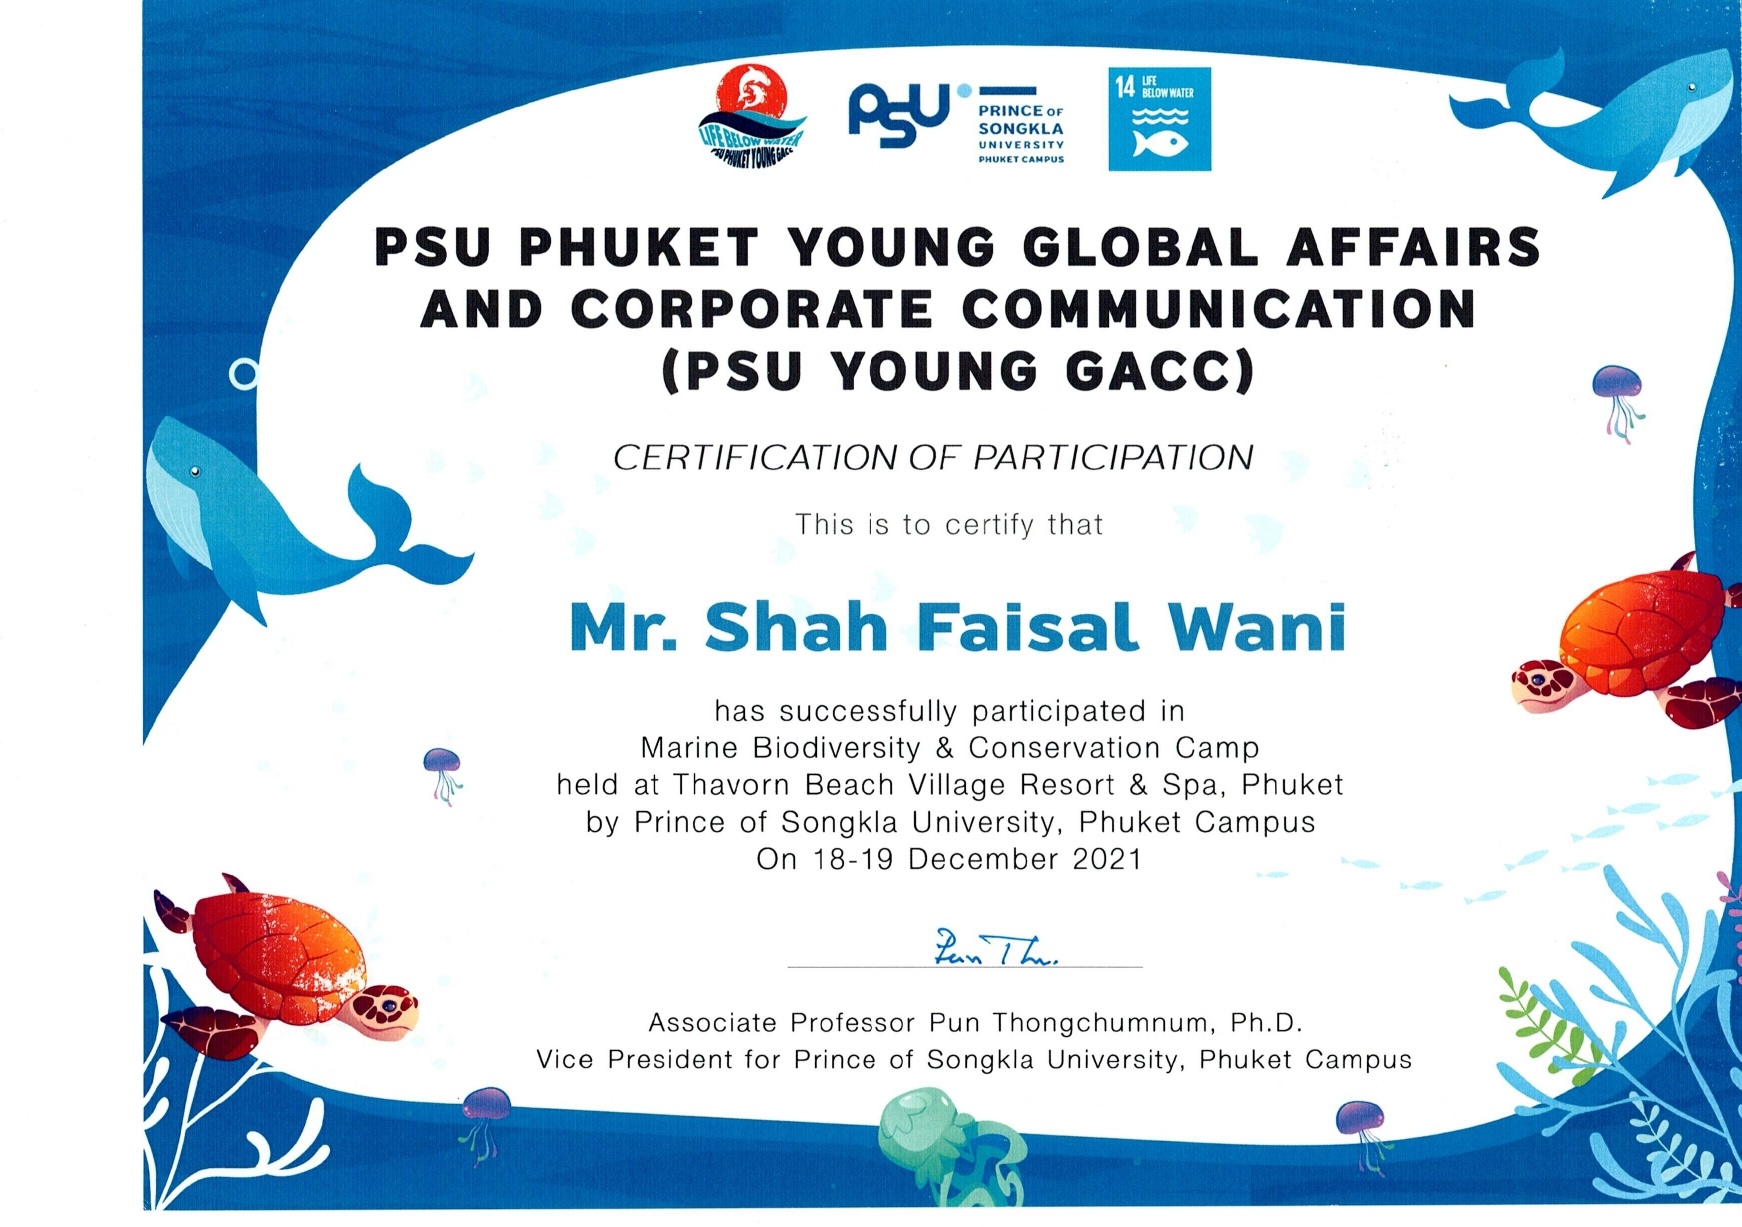 LIFE BELOW WATER
PSU PHUKET YOUNG GACC
PSU
PRINCE OF
SONGKLA
UNIVERSITY
PHUKET CAMPUS
14 LIFE
BELOW WATER
PSU PHUKET YOUNG GLOBAL AFFAIRS
AND CORPORATE COMMUNICATION
(PSU YOUNG GACC)
CERTIFICATION OF PARTICIPATION
This is to certify that
Mr. Shah Faisal Wani
has successfully participated in
Marine Biodiversity & Conservation Camp
held at Thavorn Beach Village Resort & Spa, Phuket
by Prince of Songkla University, Phuket Campus
On 18-19 December 2021
Pun Th.
Associate Professor Pun Thongchumnum, Ph.D.
Vice President for Prince of Songkla University, Phuket Campus